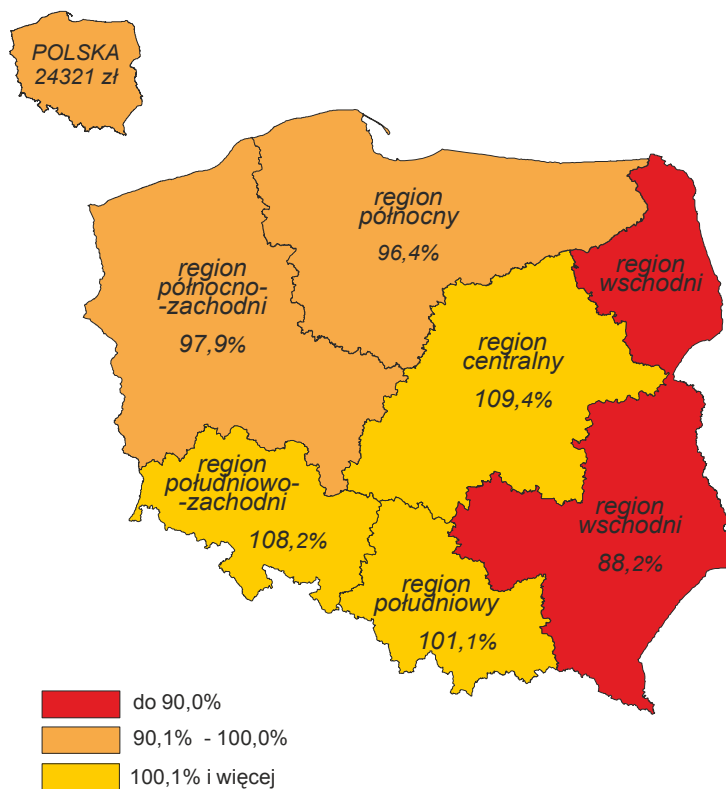 POLSKA
24321 zł
region
północny
96,4%
region
północno-
-zachodni
97,9%
region
wschodni
region
centralny
109,4%
region
południowo-
-zachodni
108,2%
region
wschodni
88,2%
region
południowy
101,1%
do 90,0%
90,1% - 100,0%
100,1% i więcej